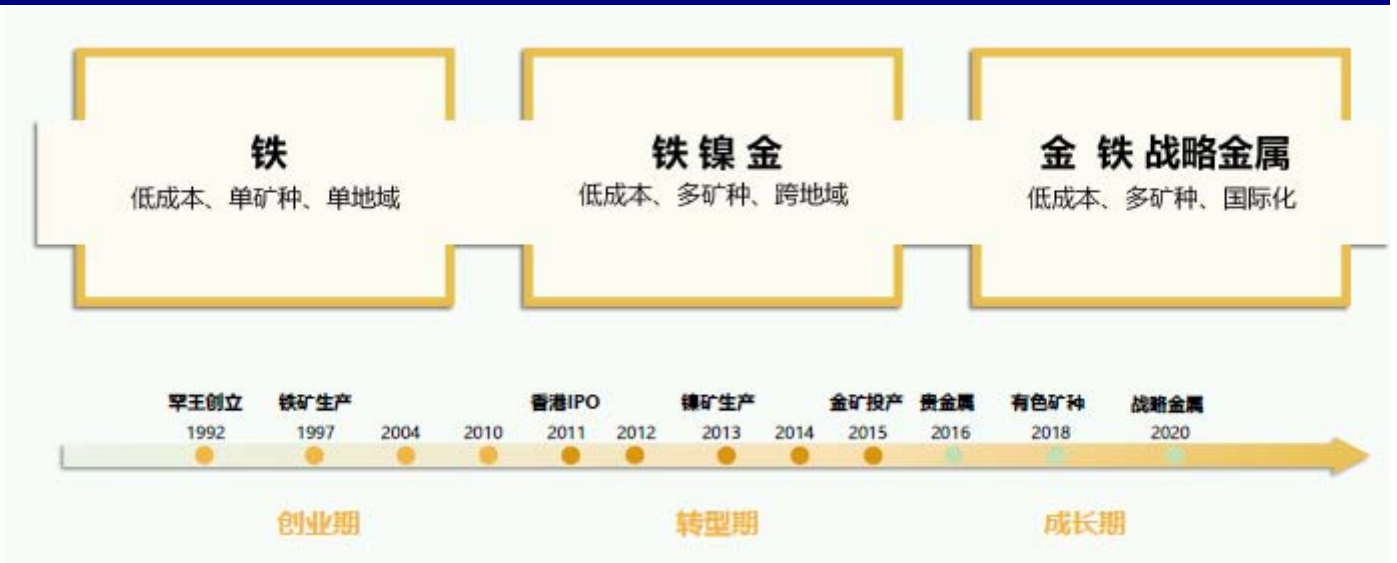 铁
低成本、单矿种、单地域
铁 镍 金
低成本、多矿种、跨地域
金 铁 战略金属
低成本、多矿种、国际化
罕王创立 铁矿生产 香港IPO 镍矿生产 金矿投产 贵金属 有色矿种 战略金属
1992 1997 2004 2010 2011 2012 2013 2014 2015 2016 2018 2020
创业期 转型期 成长期